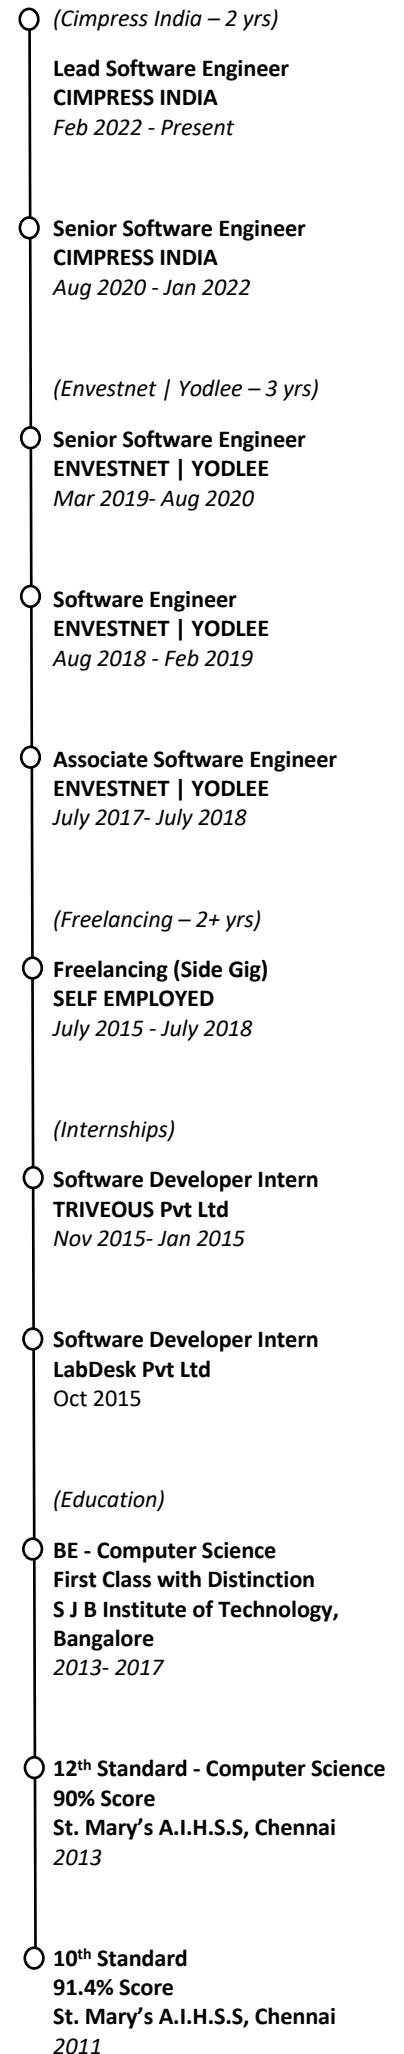 (Cimpress India – 2 yrs)
Lead Software Engineer
CIMPRESS INDIA
Feb 2022 - Present
Senior Software Engineer
CIMPRESS INDIA
Aug 2020 - Jan 2022
(Envestnet | Yodlee – 3 yrs)
Senior Software Engineer
ENVESTNET | YODLEE
Mar 2019- Aug 2020
Software Engineer
ENVESTNET | YODLEE
Aug 2018 - Feb 2019
Associate Software Engineer
ENVESTNET | YODLEE
July 2017- July 2018
(Freelancing – 2+ yrs)
Freelancing (Side Gig)
SELF EMPLOYED
July 2015 - July 2018
(Internships)
Software Developer Intern
TRIVEOUS Pvt Ltd
Nov 2015- Jan 2015
Software Developer Intern
LabDesk Pvt Ltd
Oct 2015
(Education)
BE - Computer Science
First Class with Distinction
S J B Institute of Technology,
Bangalore
2013- 2017
12th Standard - Computer Science
90% Score
St. Mary’s A.I.H.S.S, Chennai
2013
10th Standard
91.4% Score
St. Mary’s A.I.H.S.S, Chennai
2011